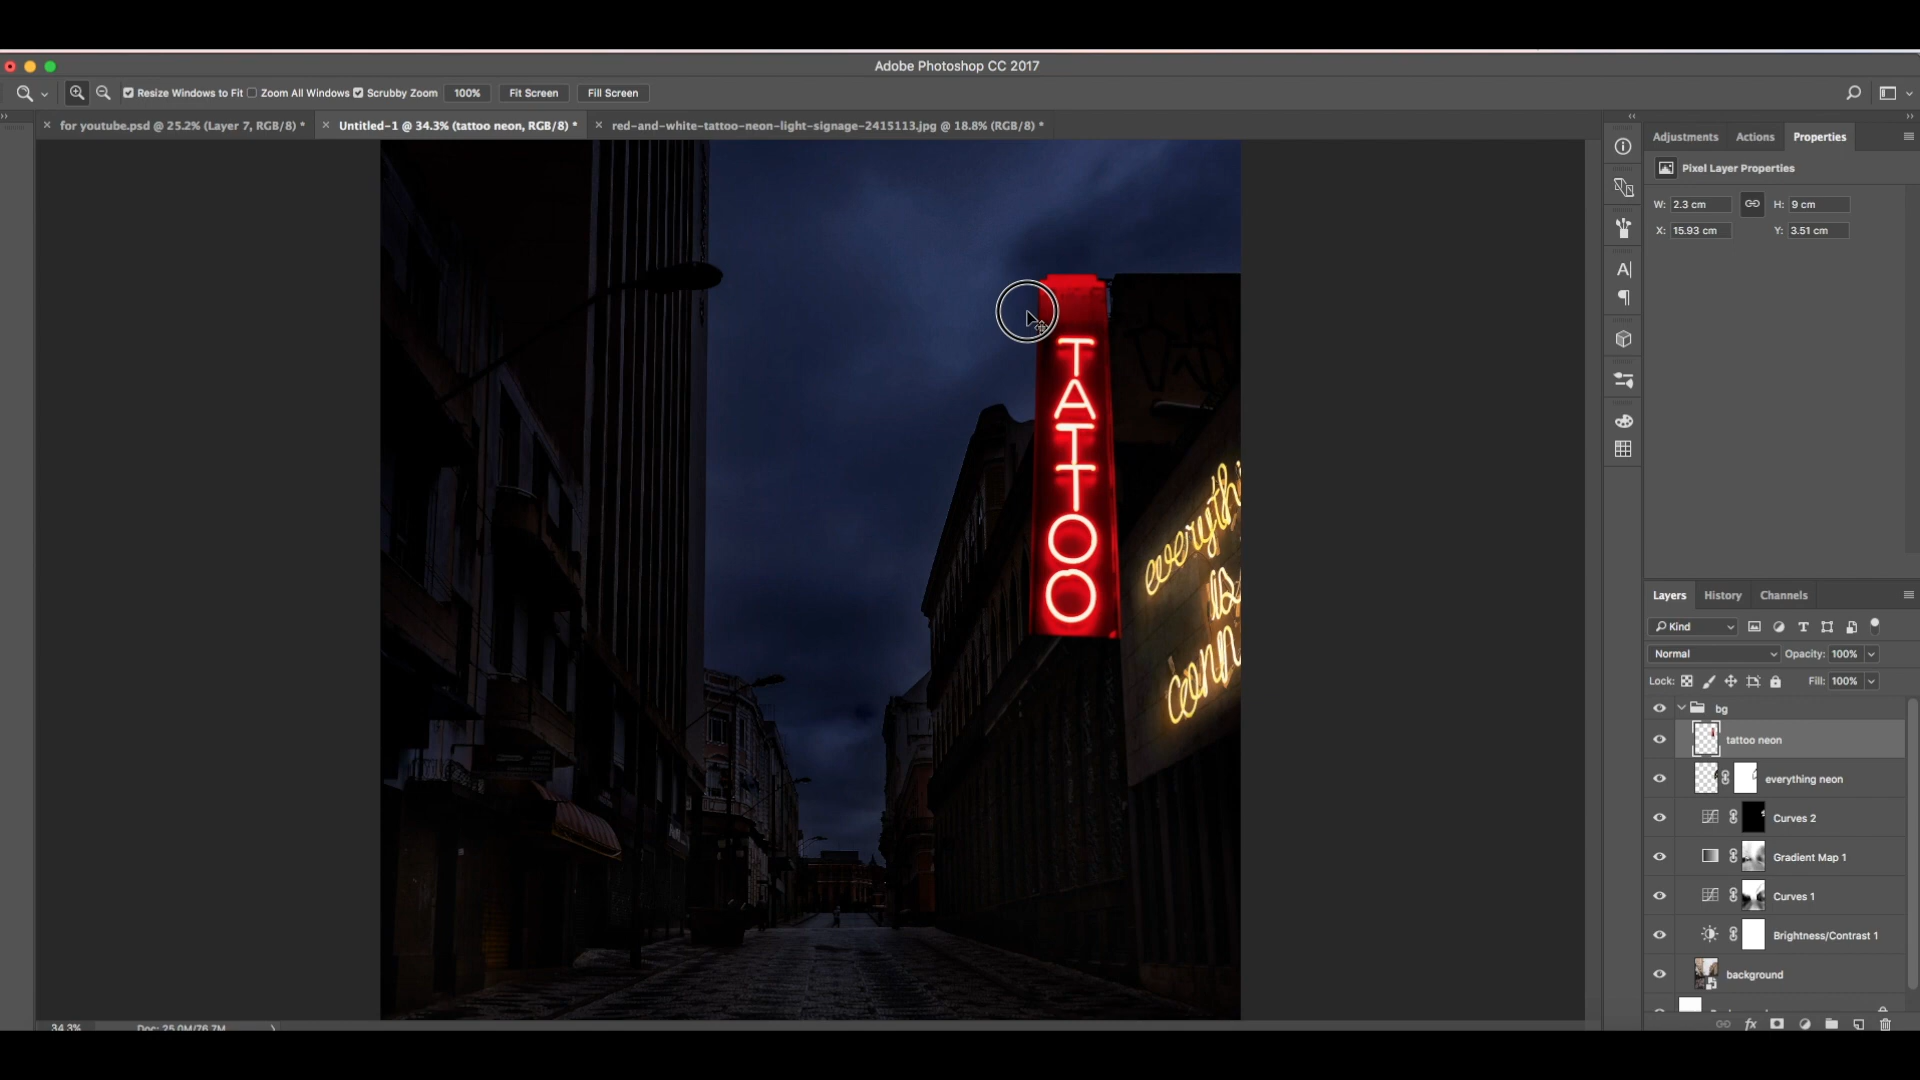 Adobe Photoshop CC 2017
Resize Windows to Fit Zoom All Windows Scrubby Zoom 100% Fit Screen Fill Screen
for youtube.psd @ 25.2% (Layer 7, RGB/8) * Untitled-1 @ 34.3% (tattoo neon, RGB/8) * red-and-white-tattoo-neon-light-signage-2415113.jpg @ 18.8% (RGB/8) *
Adjustments Actions Properties
Pixel Layer Properties
W: 2.3 cm H: 9 cm
X: 15.93 cm Y: 3.51 cm
TATTOO
everythi
is
conn
Layers History Channels
Kind
Normal Opacity: 100%
Lock: Fill: 100%
bg
tattoo neon
everything neon
Curves 2
Gradient Map 1
Curves 1
Brightness/Contrast 1
background
34.3% Doc: 25.0M/76.7M